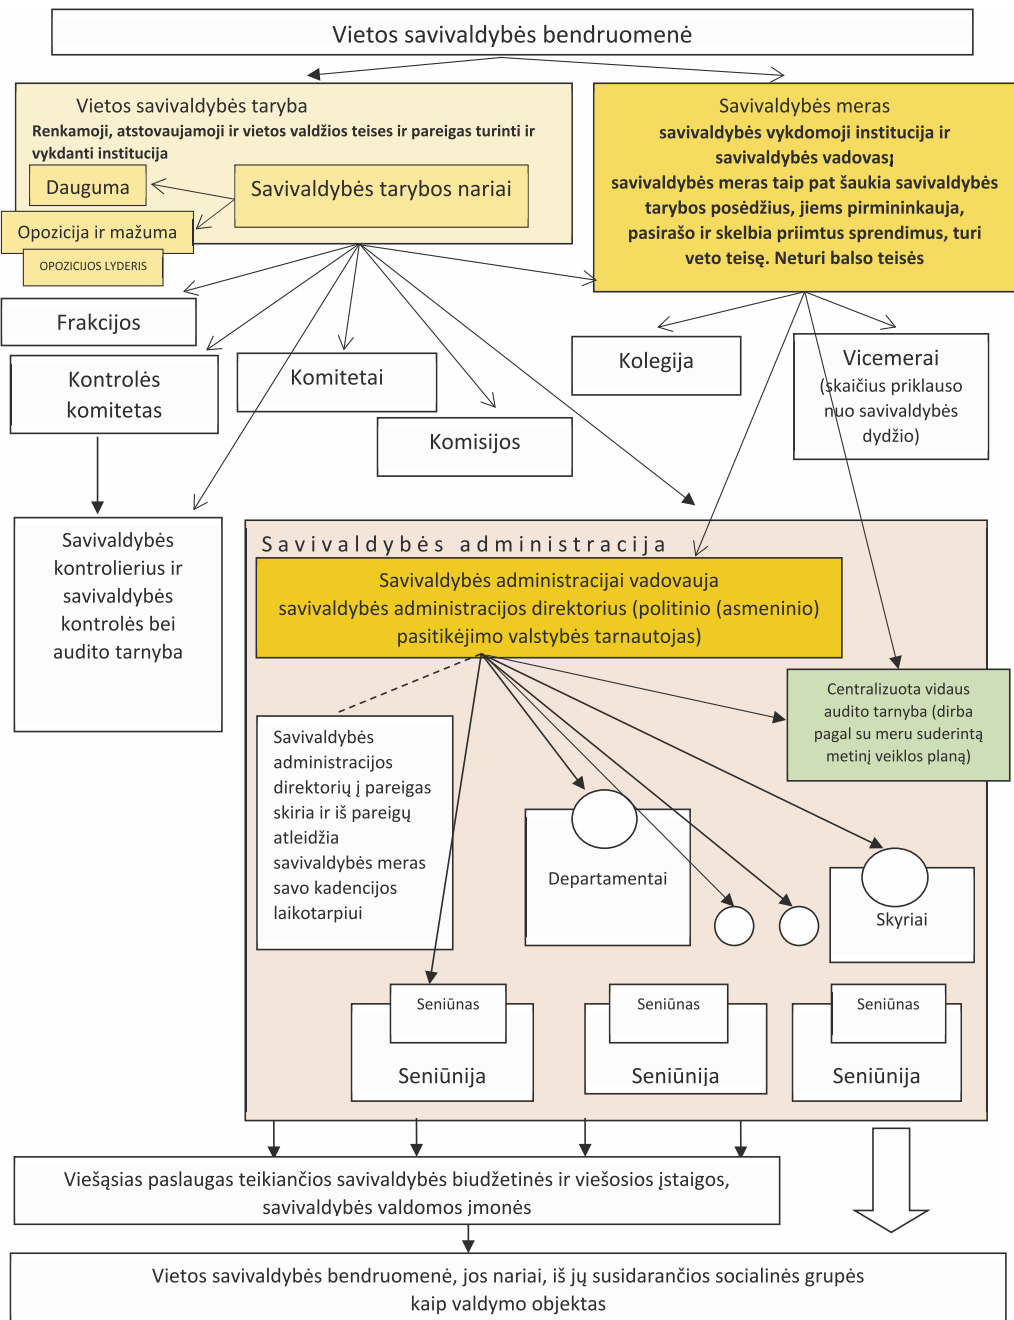 Vietos savivaldybės bendruomenė
Vietos savivaldybės taryba
Renkamoji, atstovaujamoji ir vietos valdžios teises ir pareigas turinti ir
vykdanti institucija
Dauguma
Savivaldybės tarybos nariai
Opozicija ir mažuma
OPOZICIJOS LYDERIS
Savivaldybės meras
savivaldybės vykdomoji institucija ir
savivaldybės vadovas;
savivaldybės meras taip pat šaukia savivaldybės
tarybos posėdžius, jiems pirmininkauja,
pasirašo ir skelbia priimtus sprendimus, turi
veto teisę. Neturi balso teisės
Frakcijos
Kontrolės
komitetas
Komitetai
Komisijos
Kolegija
Vicemerai
(skaičius priklauso
nuo savivaldybės
dydžio)
Savivaldybės
kontrolierius ir
savivaldybės
kontrolės bei
audito tarnyba
Savivaldybės administracija
Savivaldybės administracijai vadovauja
savivaldybės administracijos direktorius (politinio (asmeninio)
pasitikėjimo valstybės tarnautojas)
Centralizuota vidaus
audito tarnyba (dirba
pagal su meru suderintą
metinį veiklos planą)
Savivaldybės
administracijos
direktorių į pareigas
skiria ir iš pareigų
atleidžia
savivaldybės meras
savo kadencijos
laikotarpiui
Departamentai
Skyriai
Seniūnas
Seniūnija
Seniūnas
Seniūnija
Seniūnas
Seniūnija
Viešąsias paslaugas teikiančios savivaldybės biudžetinės ir viešosios įstaigos,
savivaldybės valdomos įmonės
Vietos savivaldybės bendruomenė, jos nariai, iš jų susidarančios socialinės grupės
kaip valdymo objektas